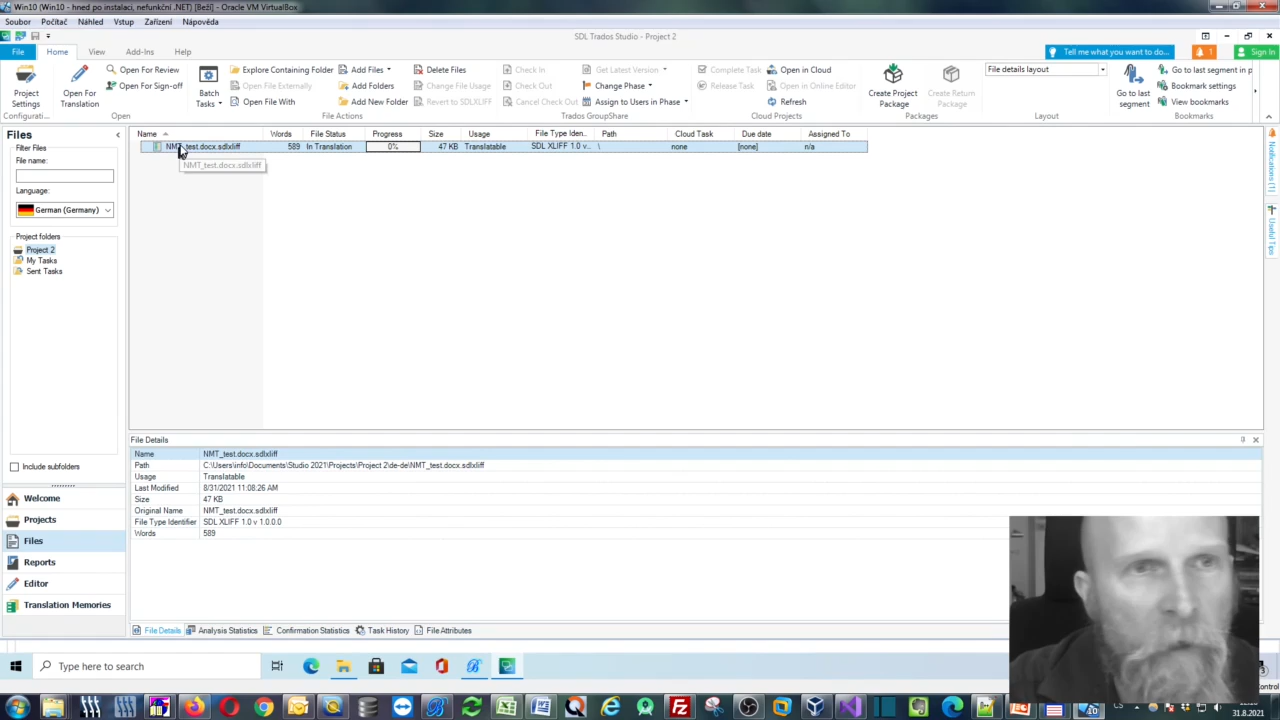 Win10 (Win10 - hned po instalaci, nefunkční .NET) [Beží] - Oracle VM VirtualBox
Soubor Počítač Náhled Vstup Zařízení Nápověda
SDL Trados Studio - Project 2
File Home View Add-Ins Help
Tell me what you want to do...
1
Sign In
Project Settings
Open For Translation
Open For Review
Open For Sign-off
Batch Tasks
Explore Containing Folder
Open File Externally
Open File With
Add Files
Add Folders
Add New Folder
Delete Files
Change File Usage
Revert to SDLXLIFF
Check In
Check Out
Cancel Check Out
Get Latest Version
Change Phase
Assign to Users in Phase
Complete Task
Release Task
Open in Cloud
Open in Online Editor
Refresh
Create Project Package
Create Return Package
File details layout
Go to last segment
Go to last segment in p
Bookmark settings
View bookmarks
Configurati... Open File Actions Trados GroupShare Cloud Projects Packages Layout Bookmarks
Files
Filter Files
File name:
Language:
German (Germany)
Project folders
Project 2
My Tasks
Sent Tasks
Include subfolders
Welcome
Projects
Files
Reports
Editor
Translation Memories
Name Words File Status Progress Size Usage File Type Iden... Path Cloud Task Due date Assigned To
NMT_test.docx.sdlxliff 589 In Translation 0% 47 KB Translatable SDL XLIFF 1.0 v... \ none [none] n/a
NMT_test.docx.sdlxliff
Notifications (1)
Useful Tips
File Details
Name NMT_test.docx.sdlxliff
Path C:\Users\info\Documents\Studio 2021\Projects\Project 2\de-de\NMT_test.docx.sdlxliff
Usage Translatable
Last Modified 8/31/2021 11:08:26 AM
Size 47 KB
Original Name NMT_test.docx.sdlxliff
File Type Identifier SDL XLIFF 1.0 v 1.0.0.0
Words 589
File Details Analysis Statistics Confirmation Statistics Task History File Attributes
Type here to search
CS
31.8.2021